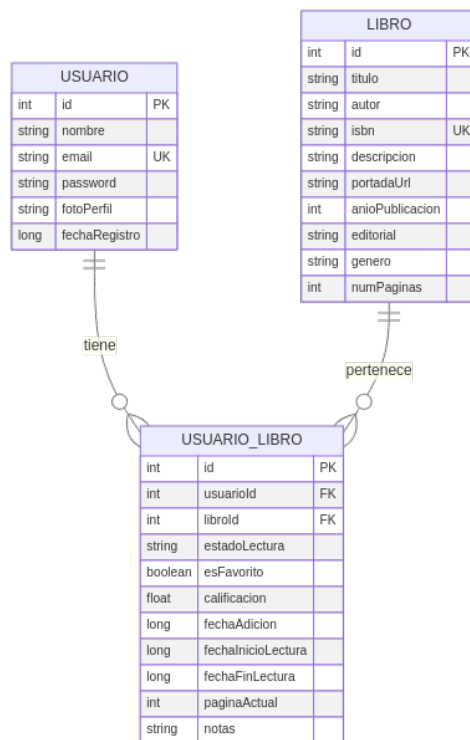 USUARIO
int id PK
string nombre
string email UK
string password
string fotoPerfil
long fechaRegistro
LIBRO
int id PK
string titulo
string autor
string isbn UK
string descripcion
string portadaUrl
int anioPublicacion
string editorial
string genero
int numPaginas
tiene
pertenece
USUARIO_LIBRO
int id PK
int usuarioId FK
int libroId FK
string estadoLectura
boolean esFavorito
float calificacion
long fechaAdicion
long fechaInicioLectura
long fechaFinLectura
int paginaActual
string notas